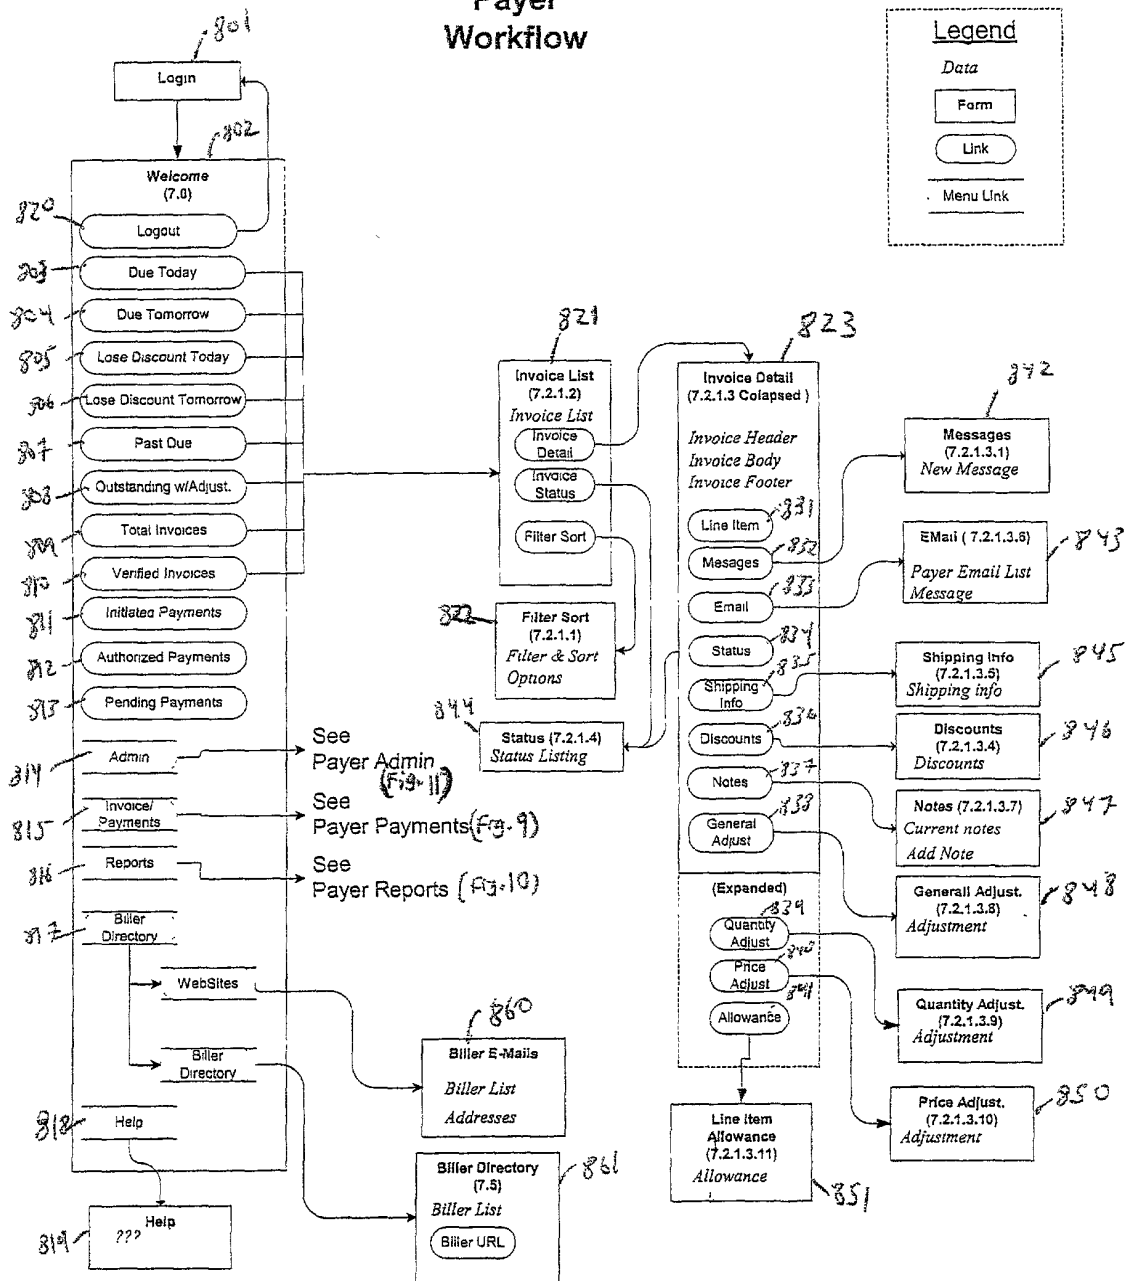 Payer
Workflow
Legend
Data
Form
Link
Menu Link
801
Login
802
Welcome
(7.0)
820
Logout
803
Due Today
804
Due Tomorrow
805
Lose Discount Today
806
Lose Discount Tomorrow
807
Past Due
808
Outstanding w/Adjust.
809
Total Invoices
810
Verified Invoices
811
Initiated Payments
812
Authorized Payments
813
Pending Payments
814
Admin
See
Payer Admin
(Fig. 11)
815
Invoice/
Payments
See
Payer Payments (Fig. 9)
816
Reports
See
Payer Reports (Fig. 10)
817
Biller
Directory
WebSites
Biller
Directory
818
Help
819
Help
???
821
Invoice List
(7.2.1.2)
Invoice List
Invoice
Detail
Invoice
Status
Filter Sort
822
Filter Sort
(7.2.1.1)
Filter & Sort
Options
844
Status (7.2.1.4)
Status Listing
823
Invoice Detail
(7.2.1.3 Colapsed )
Invoice Header
Invoice Body
Invoice Footer
831
Line Item
832
Mesages
833
Email
834
Status
835
Shipping
Info
836
Discounts
837
Notes
838
General
Adjust
(Expanded)
839
Quantity
Adjust
840
Price
Adjust
841
Allowance
842
Messages
(7.2.1.3.1)
New Message
EMail ( 7.2.1.3.6)
843
Payer Email List
Message
Shipping Info
845
(7.2.1.3.5)
Shipping info
Discounts
846
(7.2.1.3.4)
Discounts
Notes (7.2.1.3.7)
847
Current notes
Add Note
Generall Adjust.
848
(7.2.1.3.8)
Adjustment
Quantity Adjust.
849
(7.2.1.3.9)
Adjustment
Price Adjust.
850
(7.2.1.3.10)
Adjustment
Line Item
Allowance
(7.2.1.3.11)
Allowance
851
860
Biller E-Mails
Biller List
Addresses
861
Biller Directory
(7.5)
Biller List
Biller URL